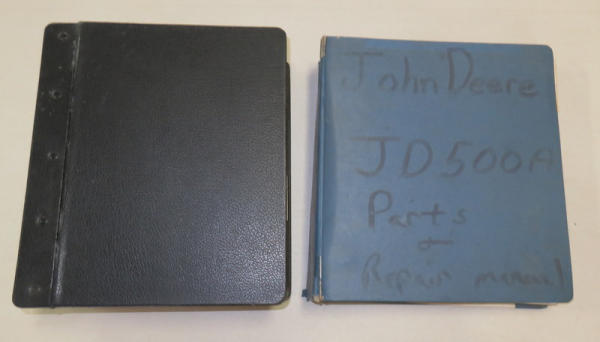 John Deere
JD500A
Parts
+
Repair manual